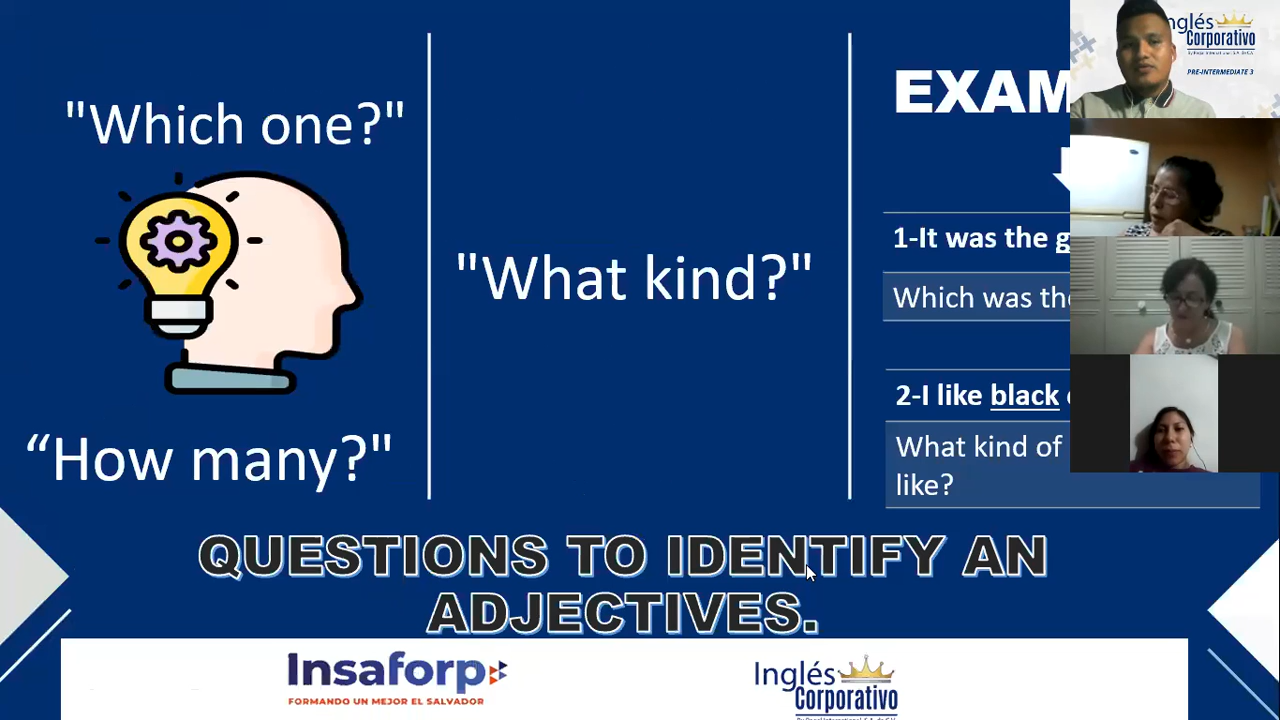 "Which one?"
“How many?"
"What kind?"
EXAM
1-It was the g
Which was the
2-I like black
What kind of
like?
QUESTIONS TO IDENTIFY AN
ADJECTIVES.
Insaforp
FORMANDO UN MEJOR EL SALVADOR
Inglés
Corporativo
nglés
Corporativo
PRE-INTERMEDIATE 3